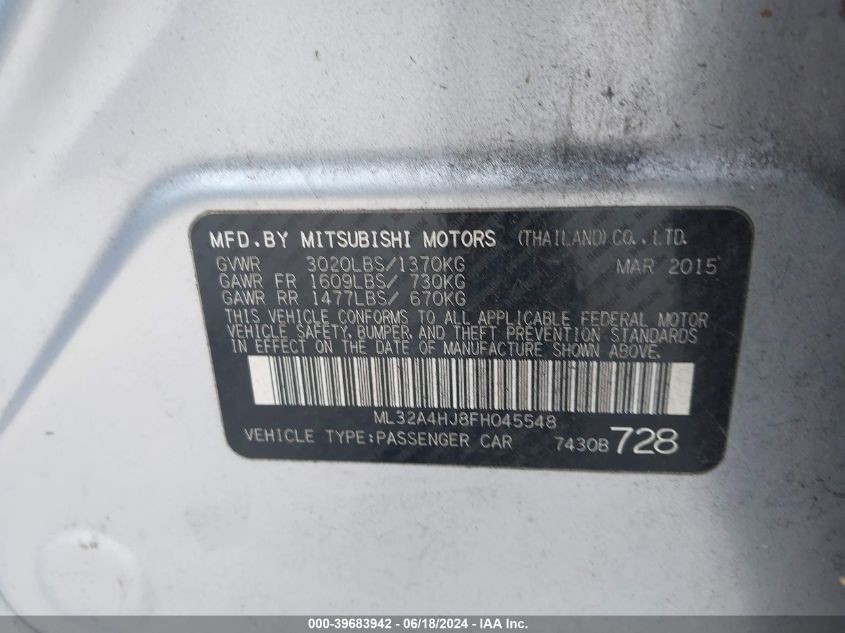 MFD.BY MITSUBISHI MOTORS (THAILAND)CO.,LTD.
GVWR 3020LBS/1370KG MAR 2015
GAWR FR 1609LBS/ 730KG
GAWR RR 1477LBS/ 670KG
THIS VEHICLE CONFORMS TO ALL APPLICABLE FEDERAL MOTOR
VEHICLE SAFETY, BUMPER, AND THEFT PREVENTION STANDARDS
IN EFFECT ON THE DATE OF MANUFACTURE SHOWN ABOVE.
ML32A4HJ8FH045548
VEHICLE TYPE:PASSENGER CAR 7430B 728
000-39683942 - 06/18/2024 - IAA Inc.